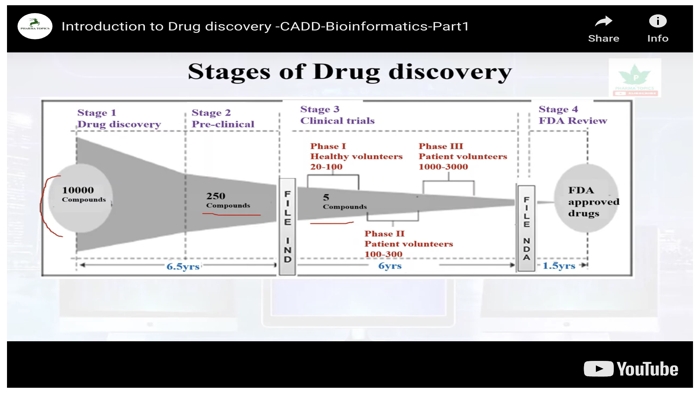 Introduction to Drug discovery -CADD-Bioinformatics-Part1
Share
Info
Stages of Drug discovery
Stage 1
Drug discovery
Stage 2
Pre-clinical
Stage 3
Clinical trials
Stage 4
FDA Review
Phase I
Healthy volunteers
20-100
Phase III
Patient volunteers
1000-3000
10000
Compounds
250
Compounds
FILE IND
5
Compounds
FILE NDA
FDA
approved
drugs
Phase II
Patient volunteers
100-300
6.5yrs
6yrs
1.5yrs
YouTube